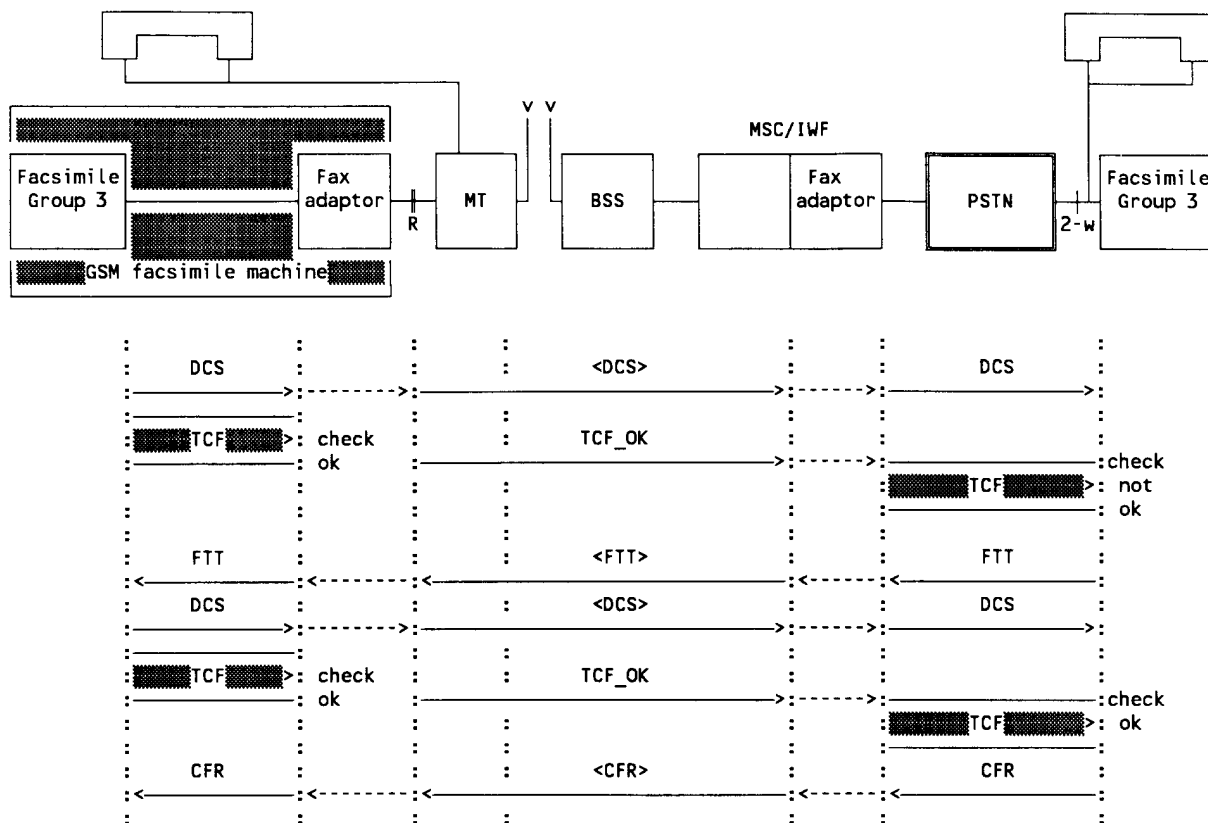 v v
MSC/IWF
Facsimile
Group 3
Fax
adaptor
MT
BSS
Fax
adaptor
PSTN
Facsimile
Group 3
R
2-w
GSM facsimile machine
DCS <DCS> DCS
TCF check TCF_OK
ok
check
TCF not
ok
FTT <FTT> FTT
DCS <DCS> DCS
TCF check TCF_OK
ok
check
TCF ok
CFR <CFR> CFR